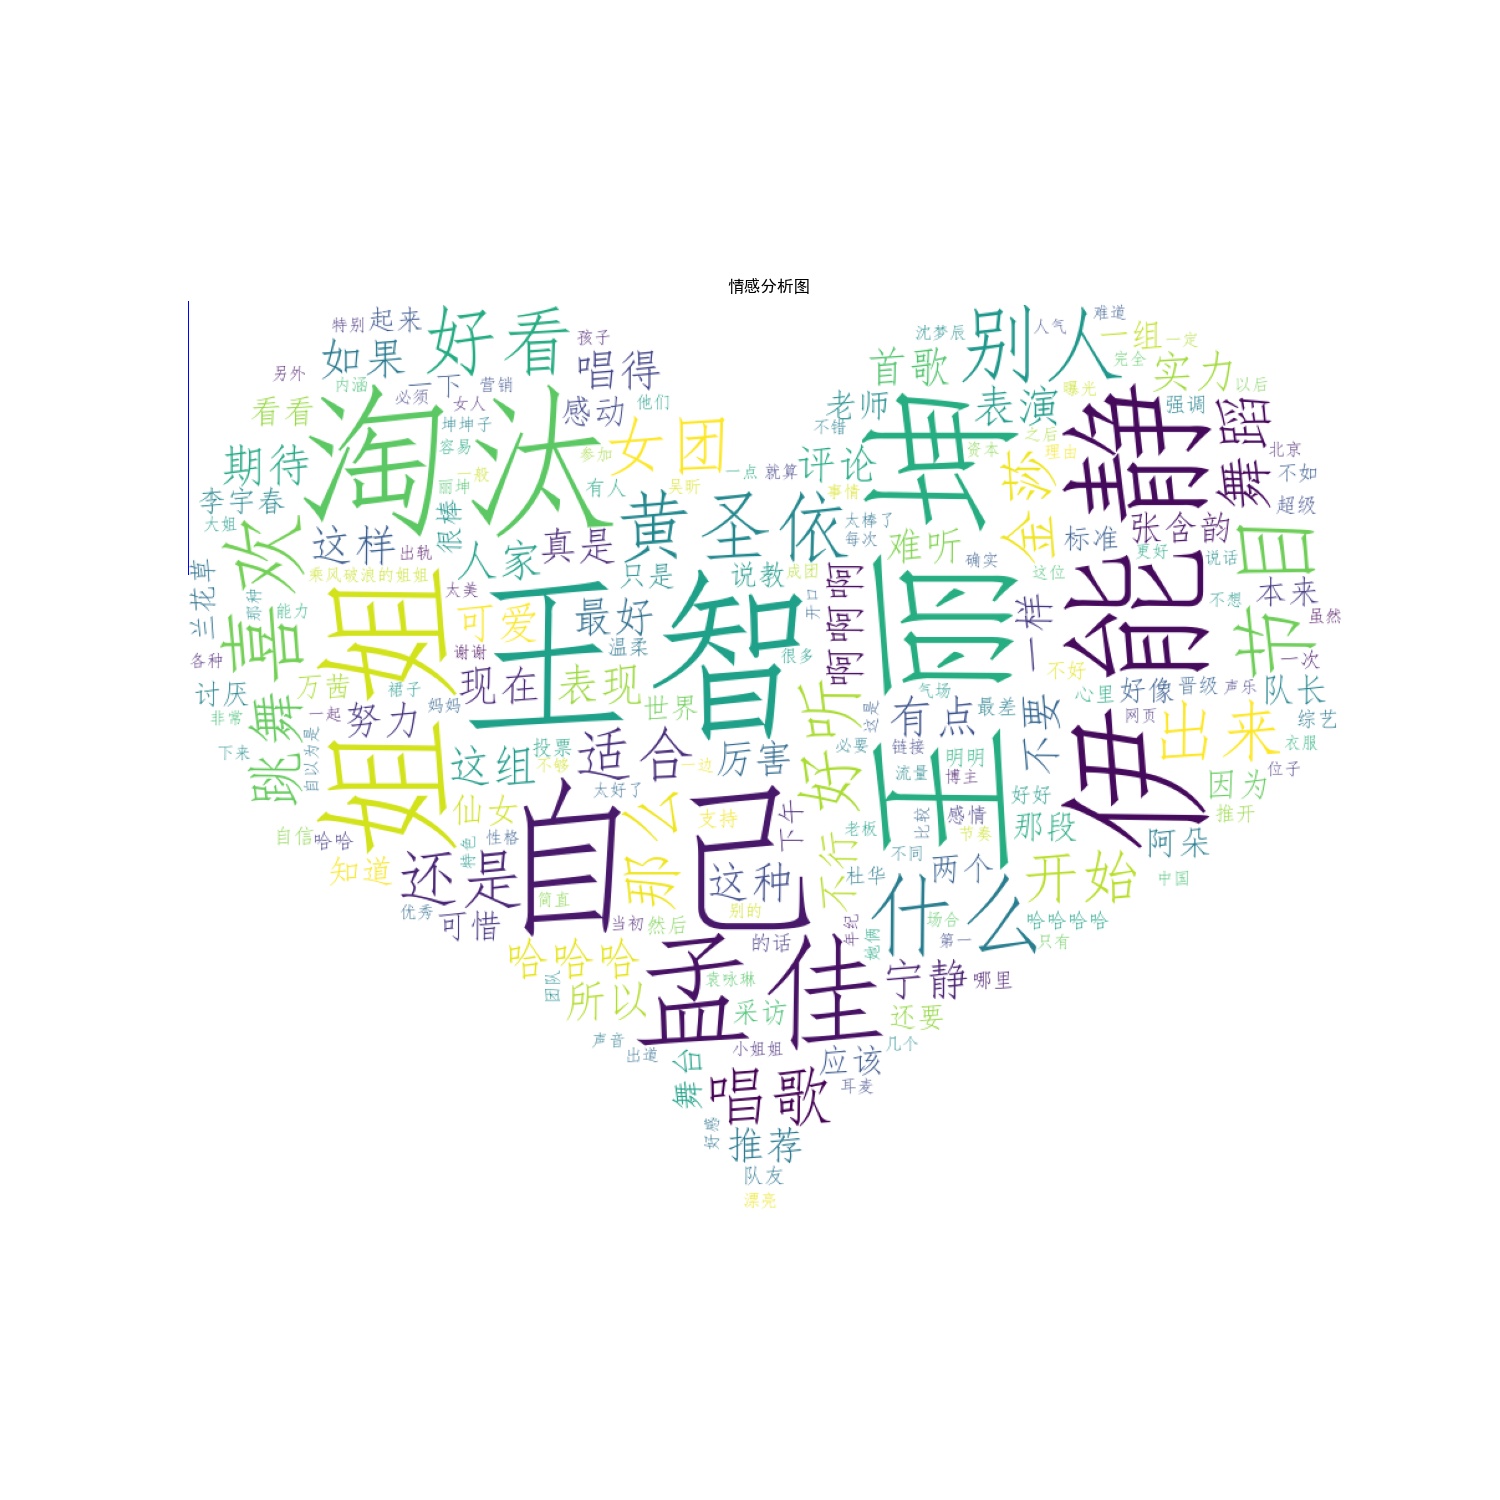 情感分析图
特别
起来
好看
孩子
如果
唱得
另外
内涵
一下
营销
必须
女人
看看
感动
他们
坤坤子
容易
淘汰
女团
参加
期待
一般
丽坤
有人
一点
就算
吴昕
李宇春
大姐
很棒
黄圣依
这样
出轨
人家
真是
只是
说教
成团
喜欢
兰花草
乘风破浪的姐姐
那种
能力
姐姐
太美
可爱
最好
温柔
谢谢
王智
各种
讨厌
万茜
裙子
现在
表现
很多
世界
非常
跳舞
一起
努力
妈妈
下来
自以为是
这组
投票
不够
适合
一边
厉害
太好了
仙女
自己
那么
支持
下午
自信
哈哈
性格
特色
知道
还是
简直
这种
别的
优秀
可惜
当初
然后
沈梦辰
别人
人气
难道
一组
一定
完全
首歌
实力
以后
老师
表演
曝光
强调
不错
之后
理由
资本
评论
事情
王丽坤
伊能静
舞蹈
北京
不如
超级
金莎
标准
张含韵
更好
说话
太棒了
每次
难听
确实
这位
节目
本来
虽然
不想
开口
啊啊啊
一样
不好
心里
好像
晋级
声乐
一次
队长
综艺
衣服
位子
气场
好听
这是
有点
最差
不要
网页
出来
必要
链接
明明
流量
博主
因为
推开
好好
比较
感情
节奏
那段
阿朵
老板
不行
不同
杜华
两个
开始
中国
什么
场合
哈哈哈哈
年纪
她俩
第一
只有
哈哈哈
团队
所以
孟佳
的话
袁咏琳
采访
宁静
哪里
还要
几个
声音
出道
小姐姐
应该
耳麦
舞台
唱歌
好感
推荐
队友
漂亮